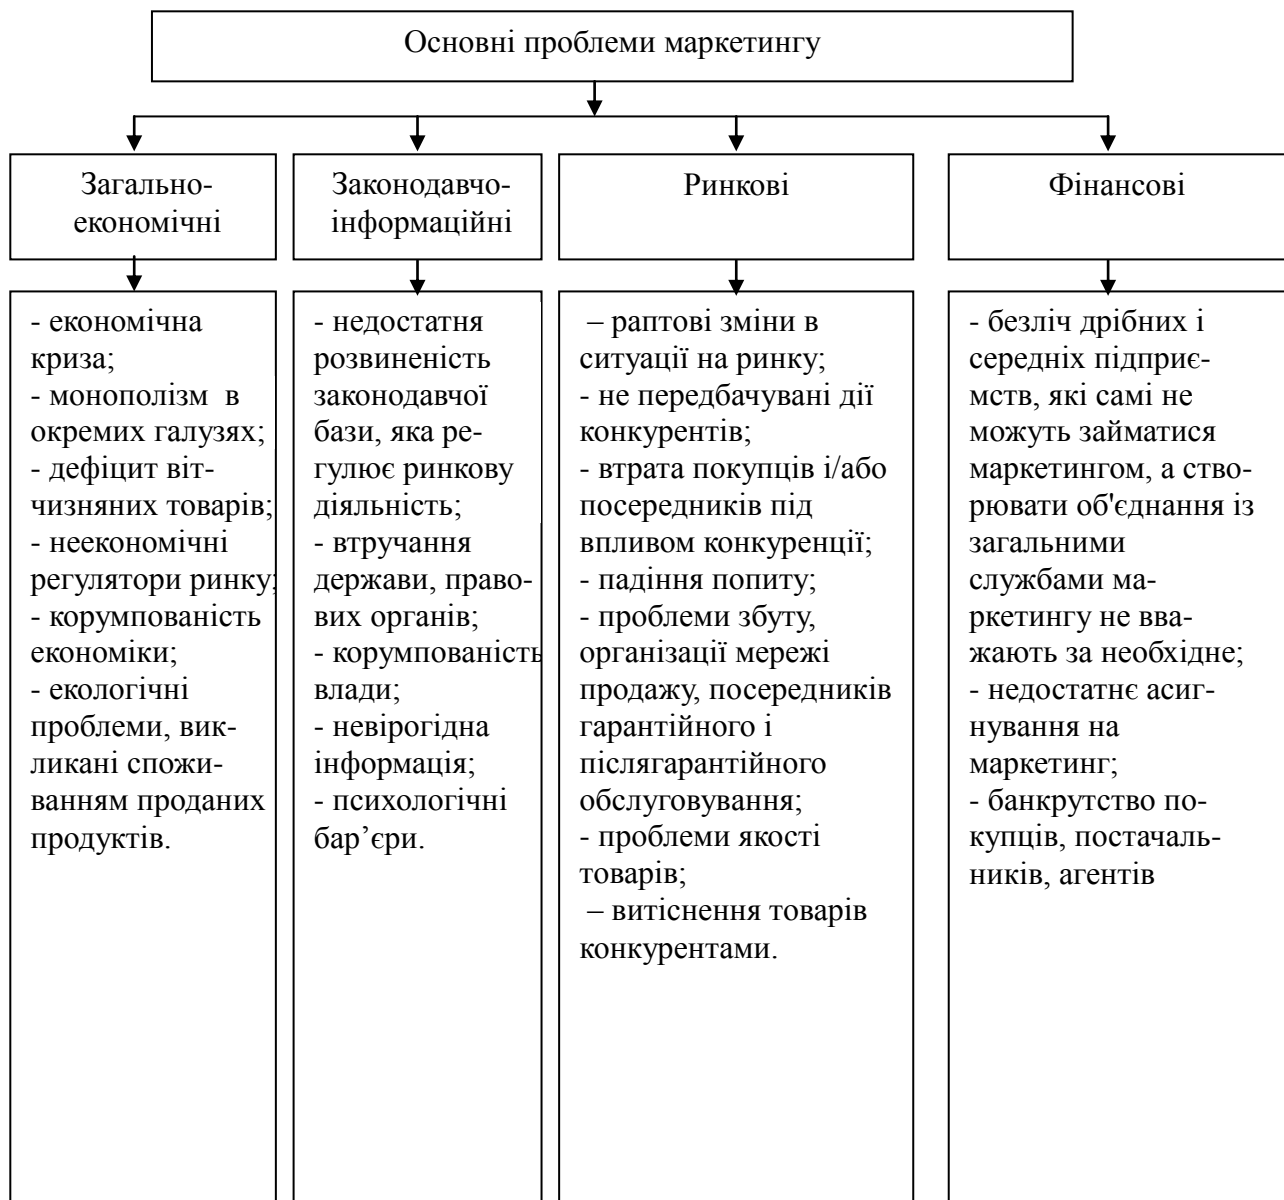 Основні проблеми маркетингу
Загально-
економічні
Законодавчо-
інформаційні
Ринкові
Фінансові
- економічна
криза;
- монополізм в
окремих галузях;
- дефіцит віт-
чизняних товарів;
- неекономічні
регулятори ринку;
- корумпованість
економіки;
- екологічні
проблеми, вик-
ликані спожи-
ванням проданих
продуктів.
- недостатня
розвиненість
законодавчої
бази, яка ре-
гулює ринкову
діяльність;
- втручання
держави, право-
вих органів;
- корумпованість
влади;
- невірогідна
інформація;
- психологічні
бар’єри.
– раптові зміни в
ситуації на ринку;
- не передбачувані дії
конкурентів;
- втрата покупців і/або
посередників під
впливом конкуренції;
- падіння попиту;
- проблеми збуту,
організації мережі
продажу, посередників
гарантійного і
післягарантійного
обслуговування;
- проблеми якості
товарів;
– витіснення товарів
конкурентами.
- безліч дрібних і
середніх підприє-
мств, які самі не
можуть займатися
маркетингом, а ство-
рювати об'єднання із
загальними
службами ма-
ркетингу не вва-
жають за необхідне;
- недостатнє асиг-
нування на
маркетинг;
- банкрутство по-
купців, постачаль-
ників, агентів